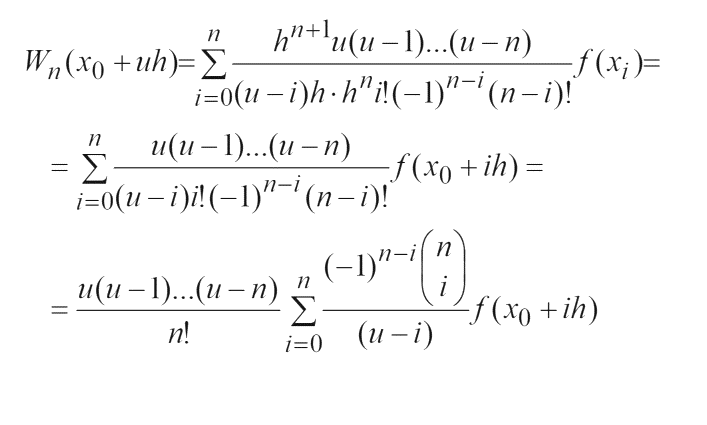 $W_n(x_0+uh)=\sum_{i=0}^{n}\frac{h^{n+1}u(u-1)...(u-n)}{(u-i)h\cdot h^n i!(-1)^{n-i}(n-i)!}f(x_i)=$
$=\sum_{i=0}^{n}\frac{u(u-1)...(u-n)}{(u-i)i!(-1)^{n-i}(n-i)!}f(x_0+ih)=$
$=\frac{u(u-1)...(u-n)}{n!}\sum_{i=0}^{n}\frac{(-1)^{n-i}\binom{n}{i}}{(u-i)}f(x_0+ih)$